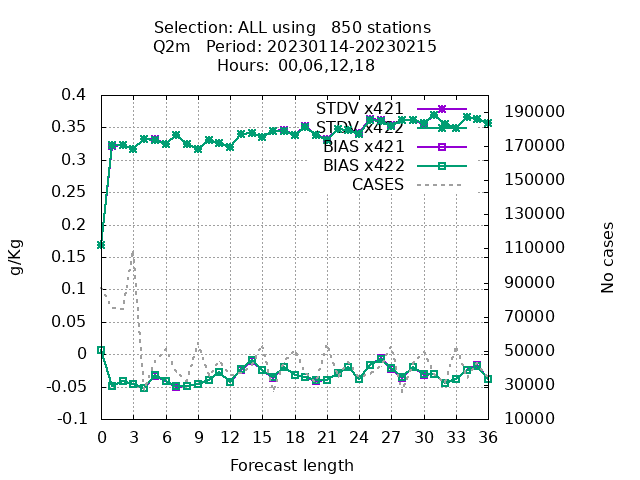 Selection: ALL using   850 stations
Q2m   Period: 20230114-20230215
Hours:  00,06,12,18
STDV x421
STDV x422
BIAS x421
BIAS x422
CASES
0.4
0.35
0.3
0.25
0.2
0.15
0.1
0.05
0
-0.05
-0.1
g/Kg
190000
170000
150000
130000
110000
90000
70000
50000
30000
10000
No cases
0 3 6 9 12 15 18 21 24 27 30 33 36
Forecast length